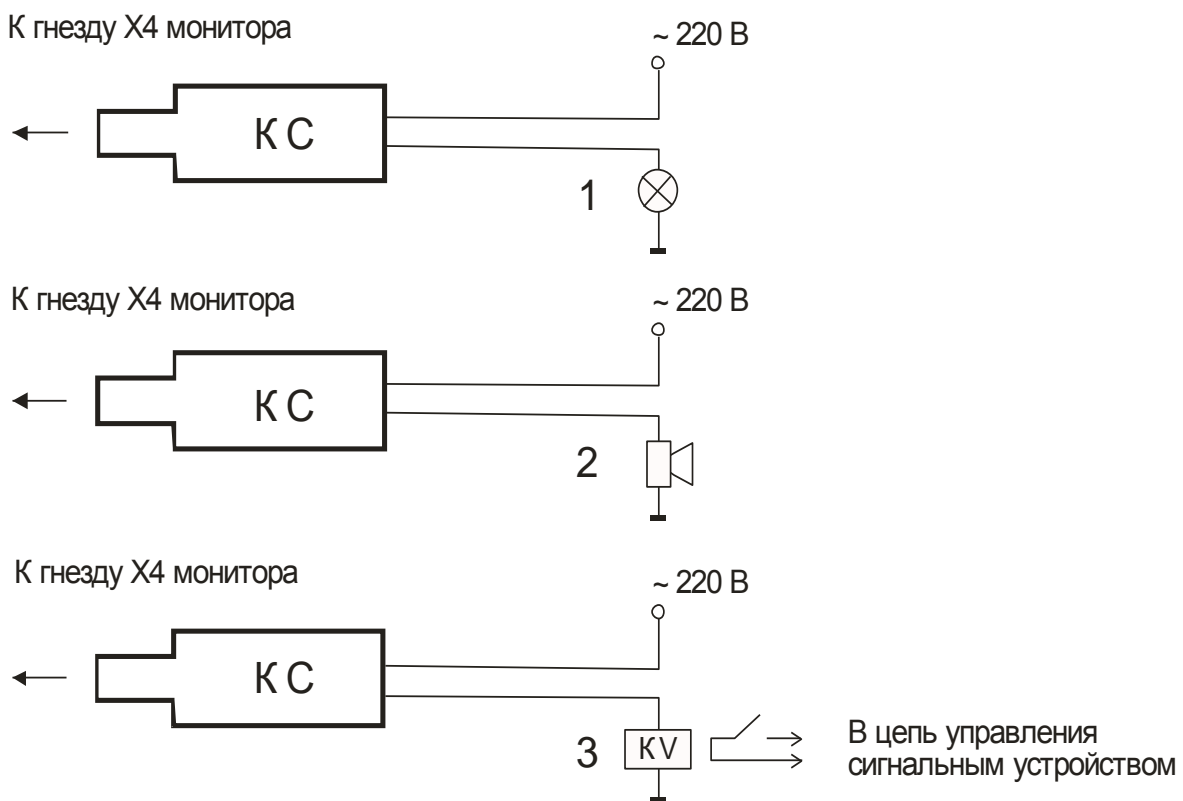 К гнезду X4 монитора
~ 220 В
К С
1
К гнезду X4 монитора
~ 220 В
К С
2
К гнезду X4 монитора
~ 220 В
К С
3
К V
В цепь управления
сигнальным устройством